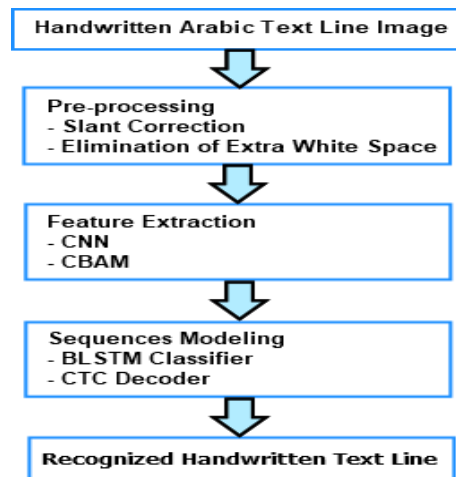 Handwritten Arabic Text Line Image
Pre-processing
- Slant Correction
- Elimination of Extra White Space
Feature Extraction
- CNN
- CBAM
Sequences Modeling
- BLSTM Classifier
- CTC Decoder
Recognized Handwritten Text Line